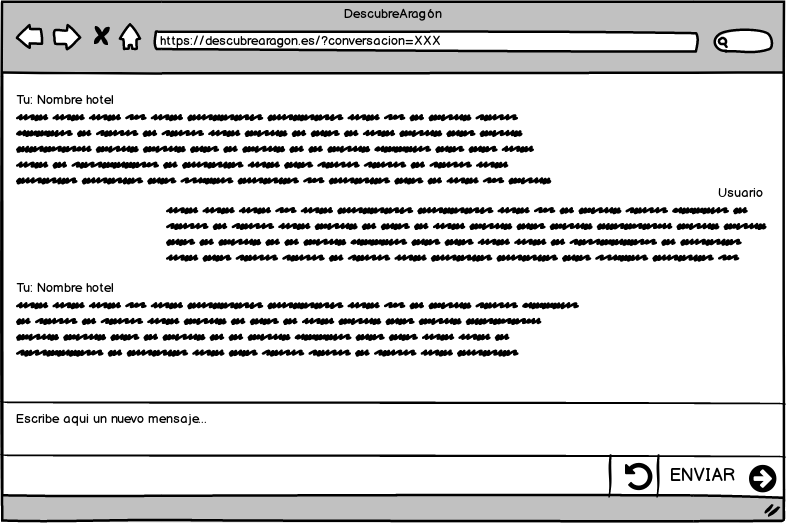 DescubreAragón
https://descubrearagon.es/?conversacion=XXX
Tu: Nombre hotel
Usuario
Tu: Nombre hotel
Escribe aqui un nuevo mensaje...
ENVIAR